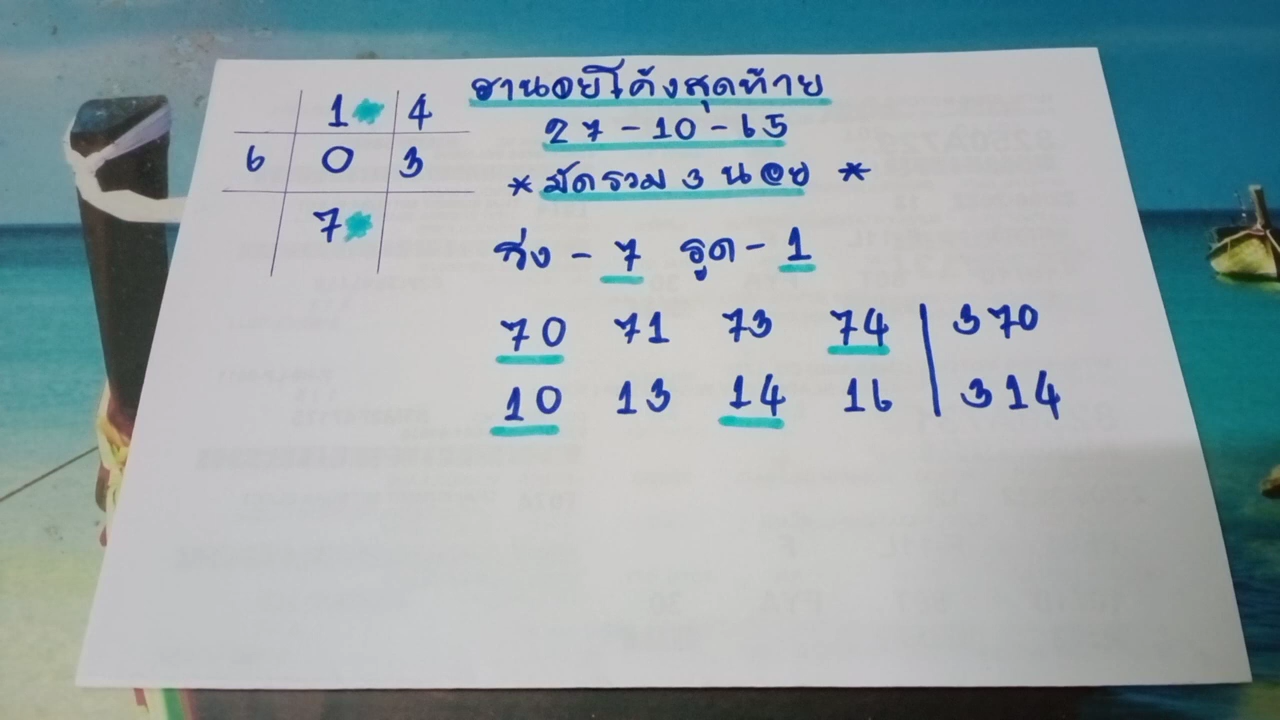 ฮานอยโค้งสุดท้าย
27-10-65
*มัดรวม 3 นอย*
1 4
6 0 3
7
วิ่ง - 7 รูด - 1
70 71 73 74 | 370
10 13 14 16 | 314